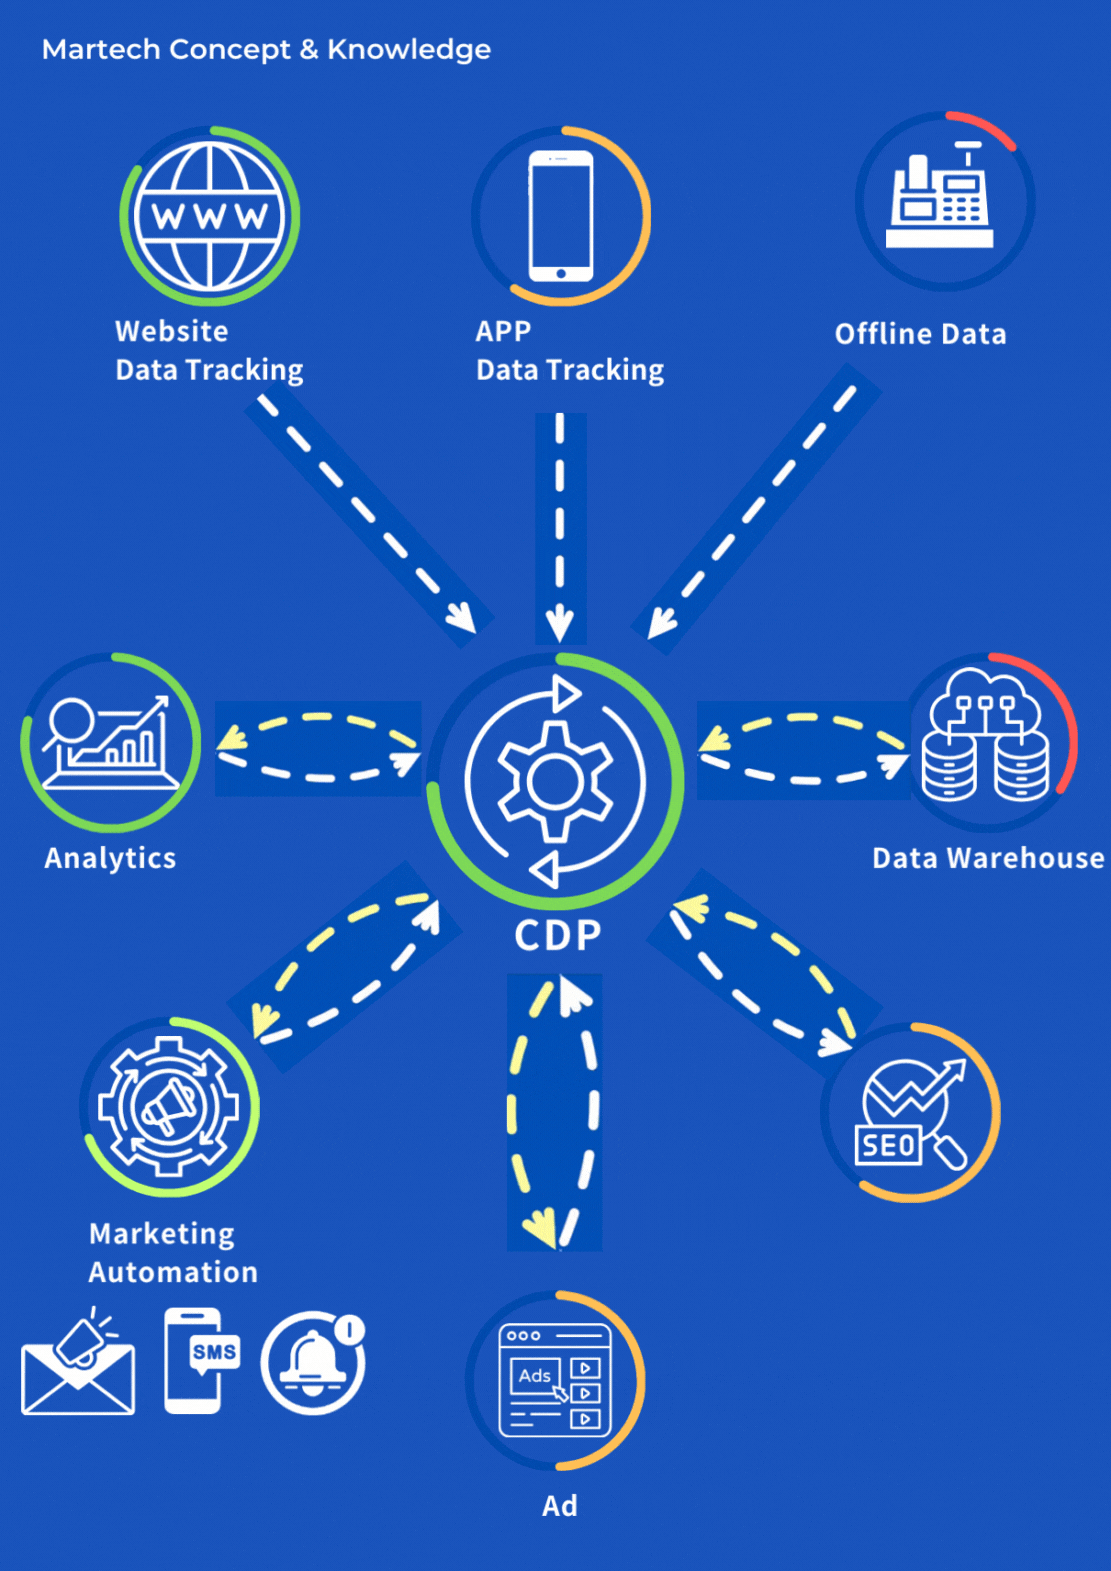 Martech Concept & Knowledge
WWW
Website
Data Tracking
APP
Data Tracking
Offline Data
Analytics
CDP
Data Warehouse
SEO
Marketing
Automation
SMS
Ads
Ad